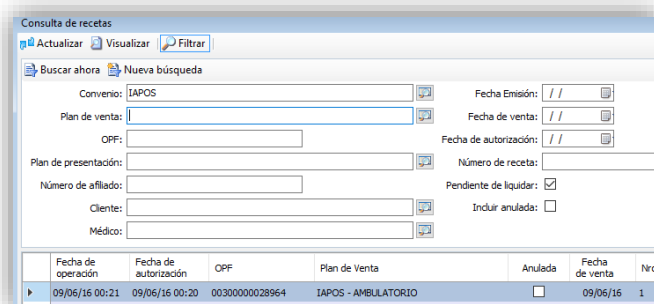 Consulta de recetas
Actualizar Visualizar Filtrar
Buscar ahora Nueva búsqueda
Convenio: IAPOS Fecha Emisión: / /
Plan de venta: Fecha de venta: / /
OPF: Fecha de autorización: / /
Plan de presentación: Número de receta:
Número de afiliado: Pendiente de liquidar:
Cliente: Incluir anulada:
Médico:
Fecha de operación Fecha de autorización OPF Plan de Venta Anulada Fecha de venta
09/06/16 00:21 09/06/16 00:20 00300000028964 IAPOS - AMBULATORIO 09/06/16 1